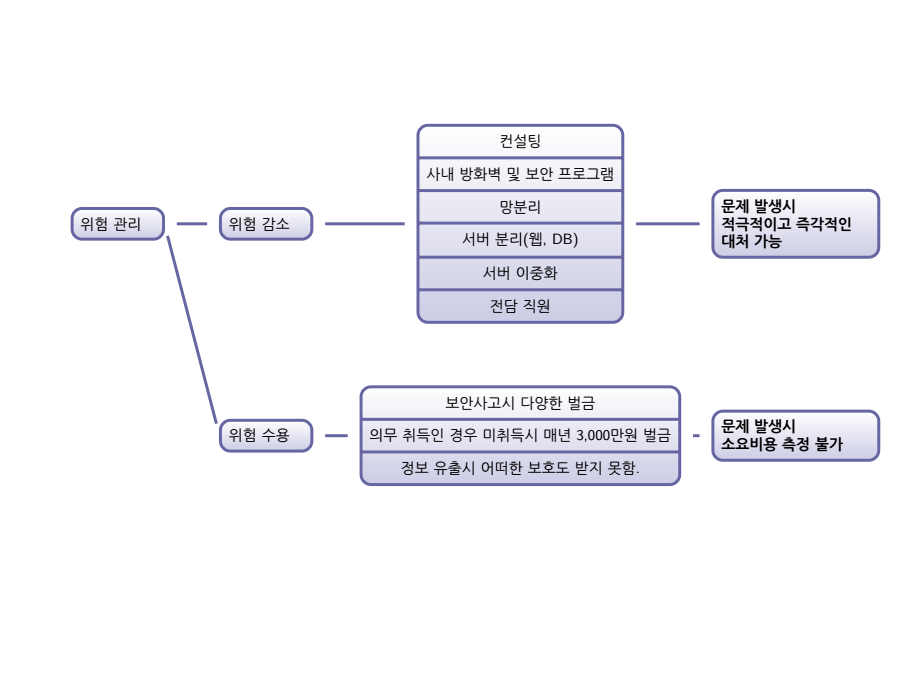 컨설팅
사내 방화벽 및 보안 프로그램
망분리
서버 분리(웹, DB)
서버 이중화
전담 직원
위험 관리
위험 감소
문제 발생시
적극적이고 즉각적인
대처 가능
보안사고시 다양한 벌금
의무 취득인 경우 미취득시 매년 3,000만원 벌금
정보 유출시 어떠한 보호도 받지 못함.
위험 수용
문제 발생시
소요비용 측정 불가